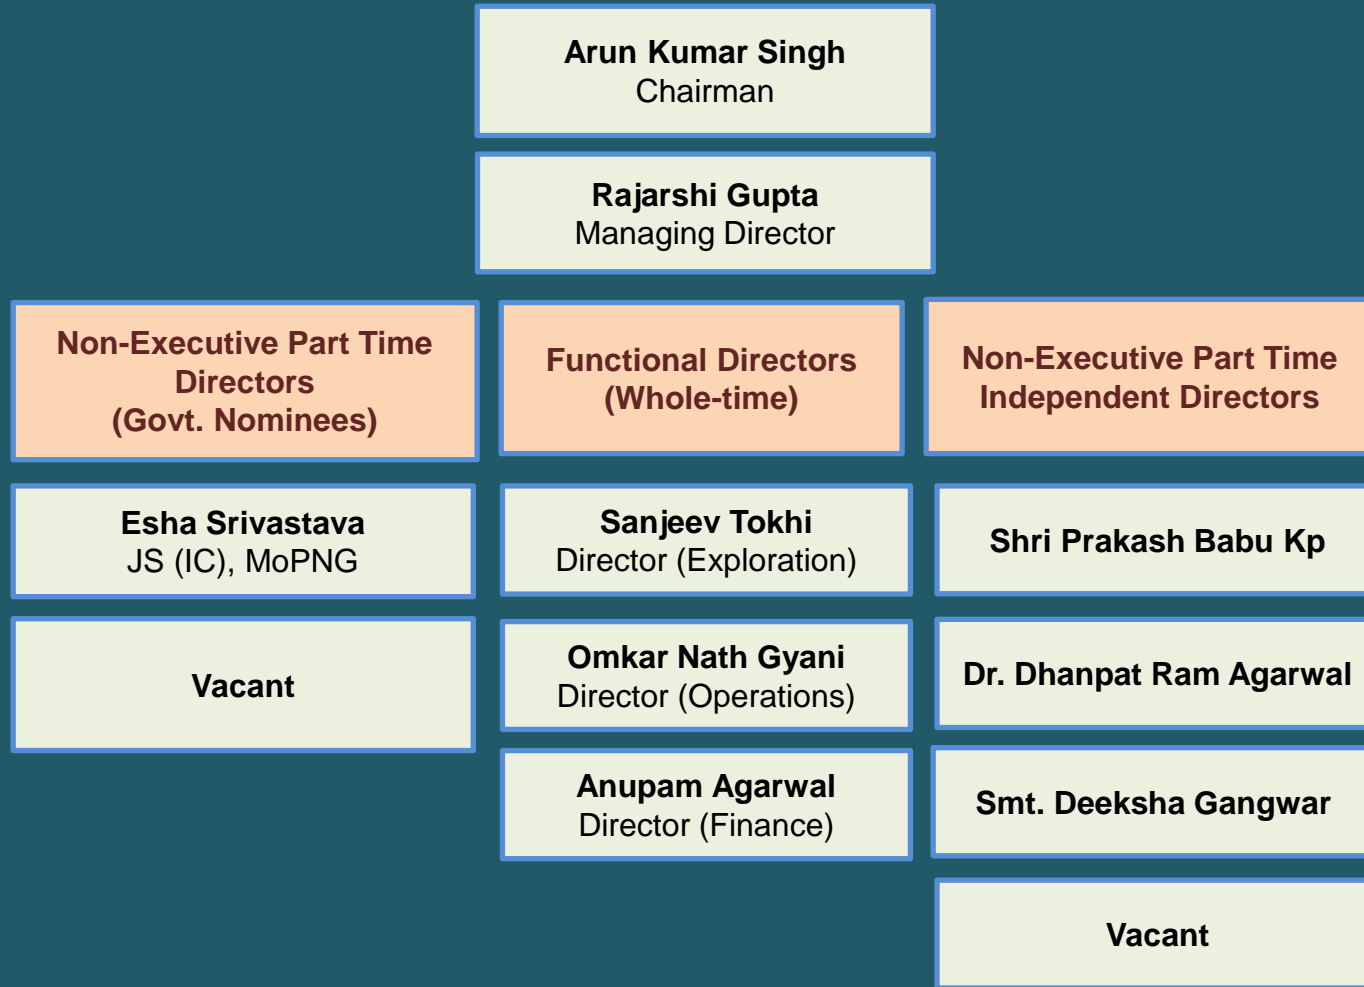 Arun Kumar Singh
Chairman
Rajarshi Gupta
Managing Director
Non-Executive Part Time
Directors
(Govt. Nominees)
Functional Directors
(Whole-time)
Non-Executive Part Time
Independent Directors
Esha Srivastava
JS (IC), MoPNG
Sanjeev Tokhi
Director (Exploration)
Shri Prakash Babu Kp
Vacant
Omkar Nath Gyani
Director (Operations)
Dr. Dhanpat Ram Agarwal
Anupam Agarwal
Director (Finance)
Smt. Deeksha Gangwar
Vacant